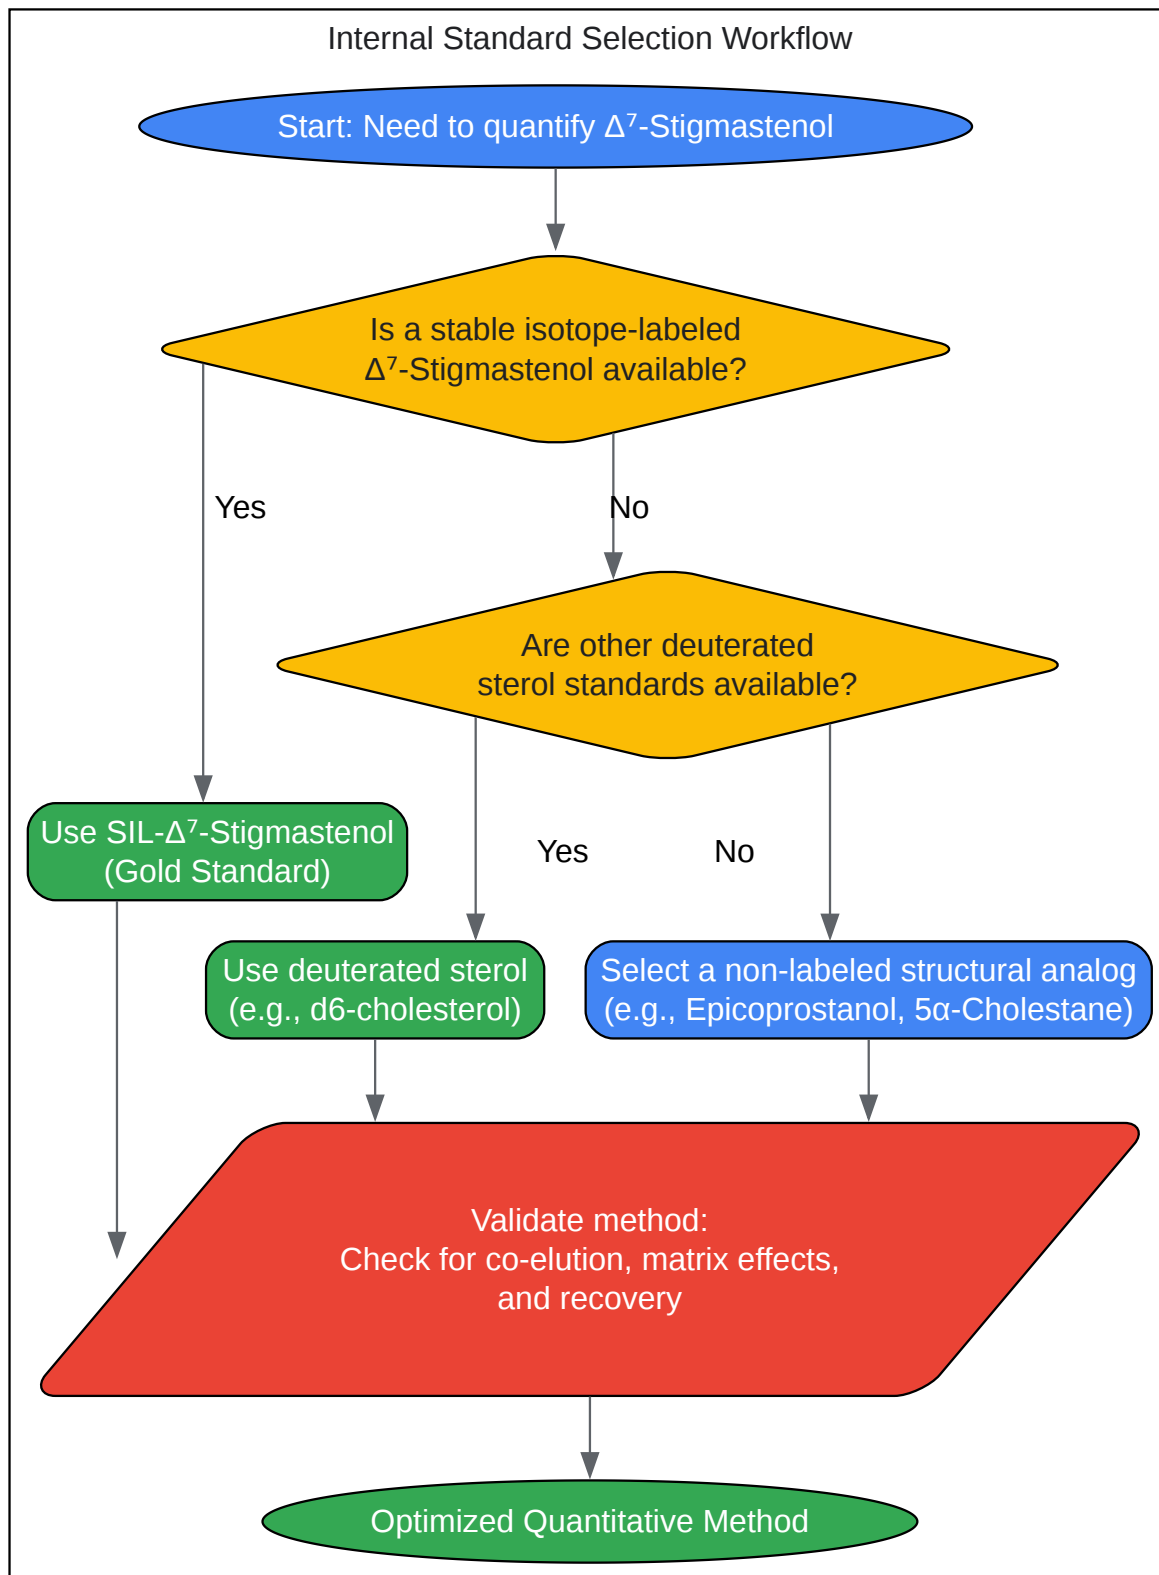 Internal Standard Selection Workflow
Start: Need to quantify Δ⁷-Stigmastenol
Is a stable isotope-labeled
Δ⁷-Stigmastenol available?
Yes
No
Are other deuterated
sterol standards available?
Use SIL-Δ⁷-Stigmastenol
(Gold Standard)
Yes
No
Use deuterated sterol
(e.g., d6-cholesterol)
Select a non-labeled structural analog
(e.g., Epicoprostanol, 5α-Cholestane)
Validate method:
Check for co-elution, matrix effects,
and recovery
Optimized Quantitative Method